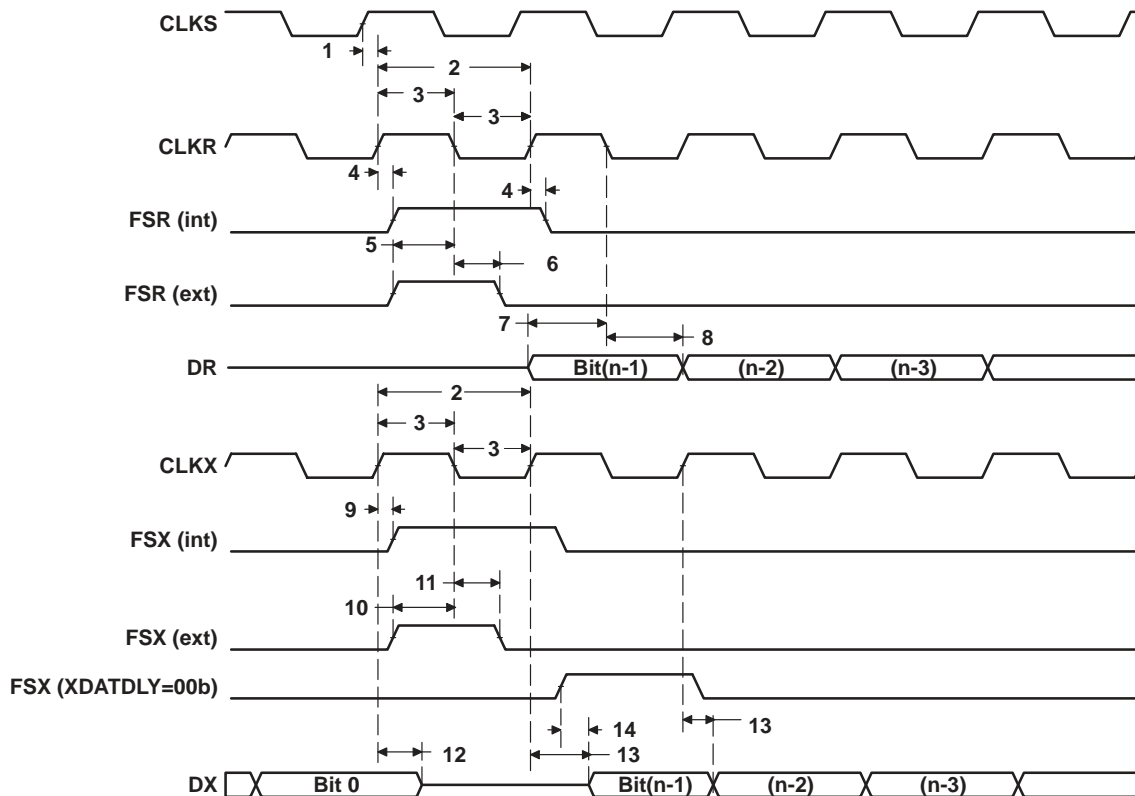 CLKS
1
2
3
3
CLKR
4
4
FSR (int)
5
6
FSR (ext)
7
8
DR
Bit(n-1)
(n-2)
(n-3)
2
3
3
CLKX
9
FSX (int)
11
10
FSX (ext)
FSX (XDATDLY=00b)
14
13
12
13
DX
Bit 0
Bit(n-1)
(n-2)
(n-3)